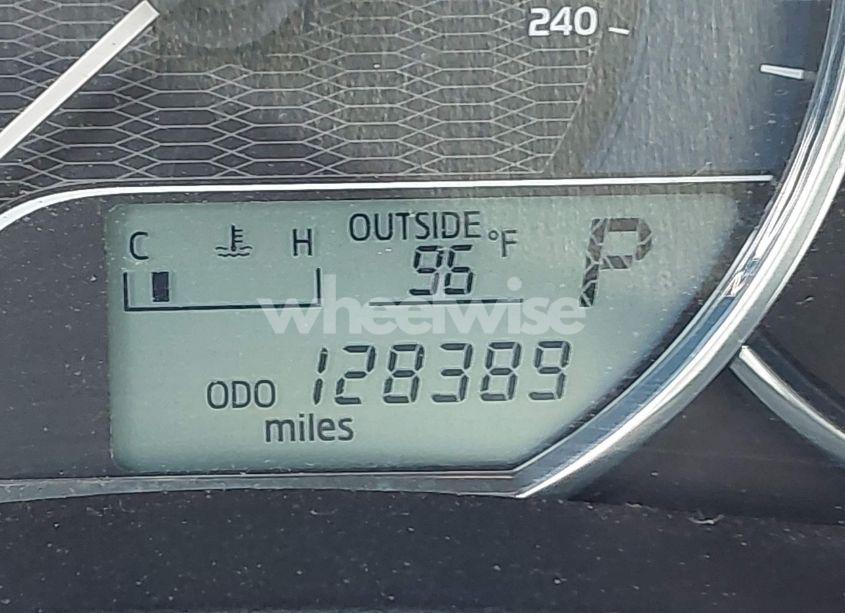 240
OUTSIDE
C H 96 °F P
wheelwise
ODO 128389
miles